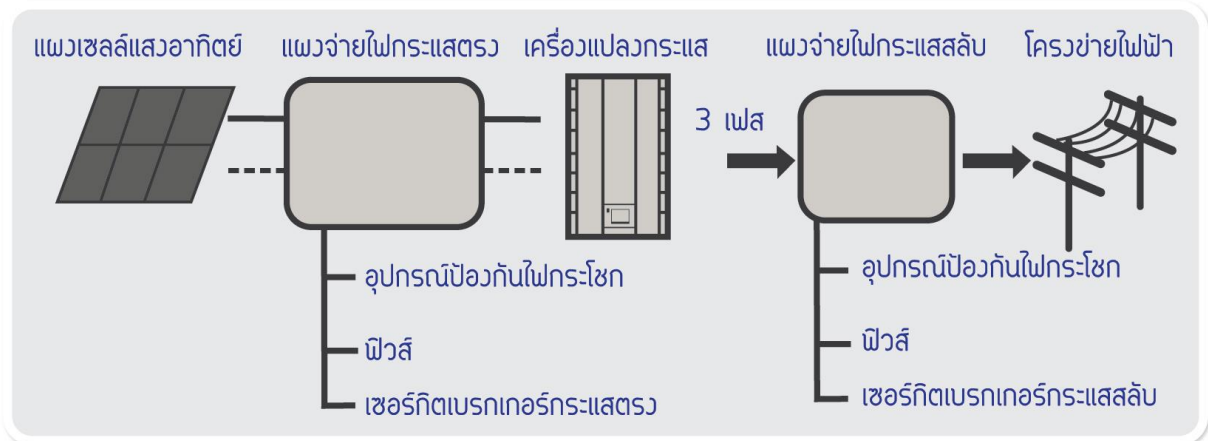 แผงเซลล์แสงอาทิตย์
แผงจ่ายไฟกระแสตรง
เครื่องแปลงกระแส
แผงจ่ายไฟกระแสสลับ
โครงข่ายไฟฟ้า
3 เฟส
อุปกรณ์ป้องกันไฟกระโชก
ฟิวส์
เซอร์กิตเบรกเกอร์กระแสตรง
อุปกรณ์ป้องกันไฟกระโชก
ฟิวส์
เซอร์กิตเบรกเกอร์กระแสสลับ